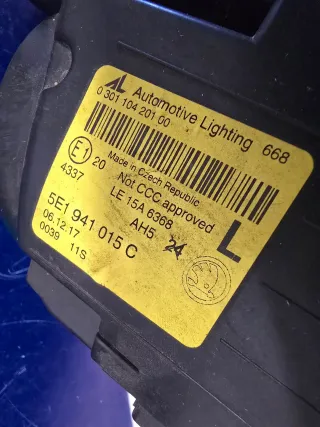 AL Automotive Lighting 668
0 301 104 201 00
E1 20
4337
Made in Czech Republic
Not CCC approved
LE 15A 6368
AH5 24
L
5E1 941 015 C
06.12.17
0039 11S